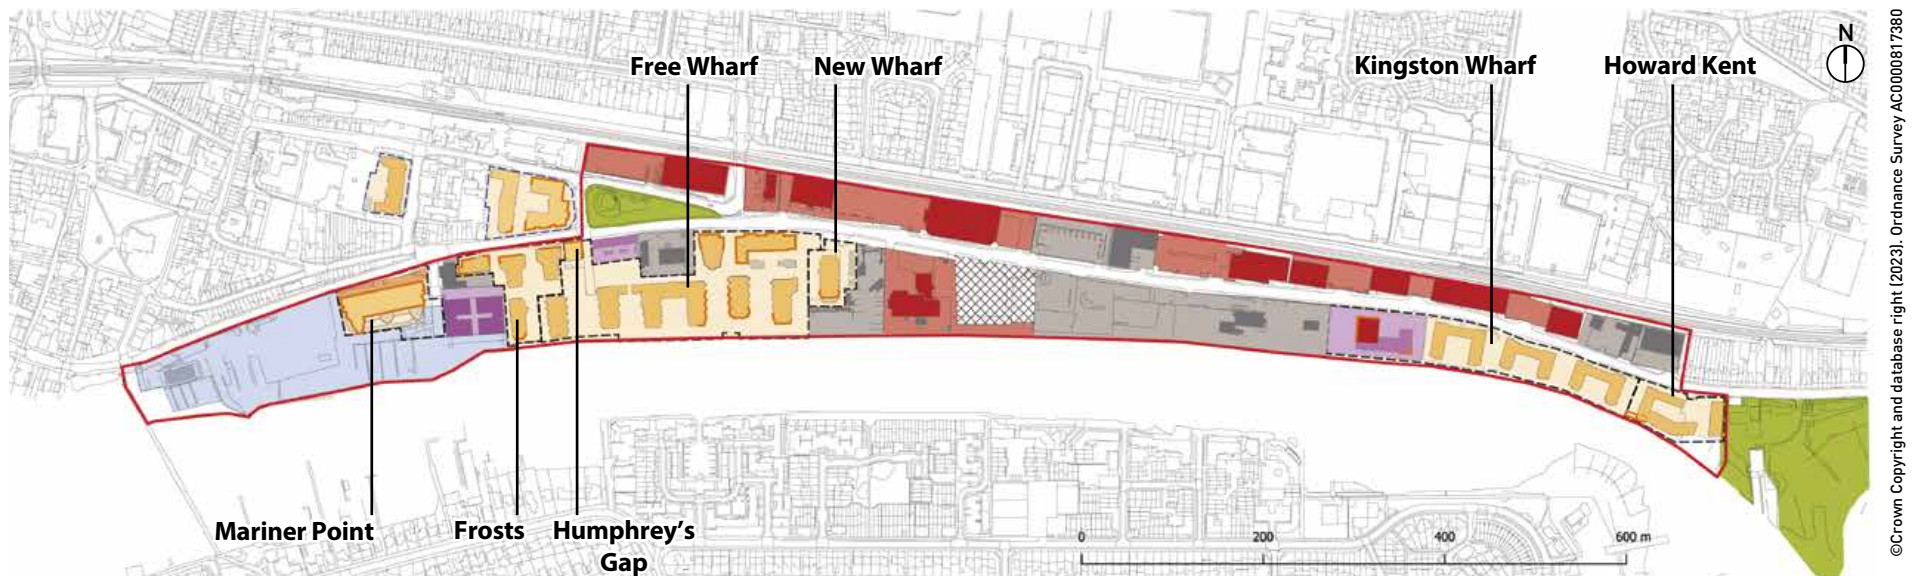 Free Wharf
New Wharf
Kingston Wharf
Howard Kent
N
Mariner Point
Frosts
Humphrey's
Gap
0 200 400 600 m
©Crown Copyright and database right (2023). Ordnance Survey AC0000817380